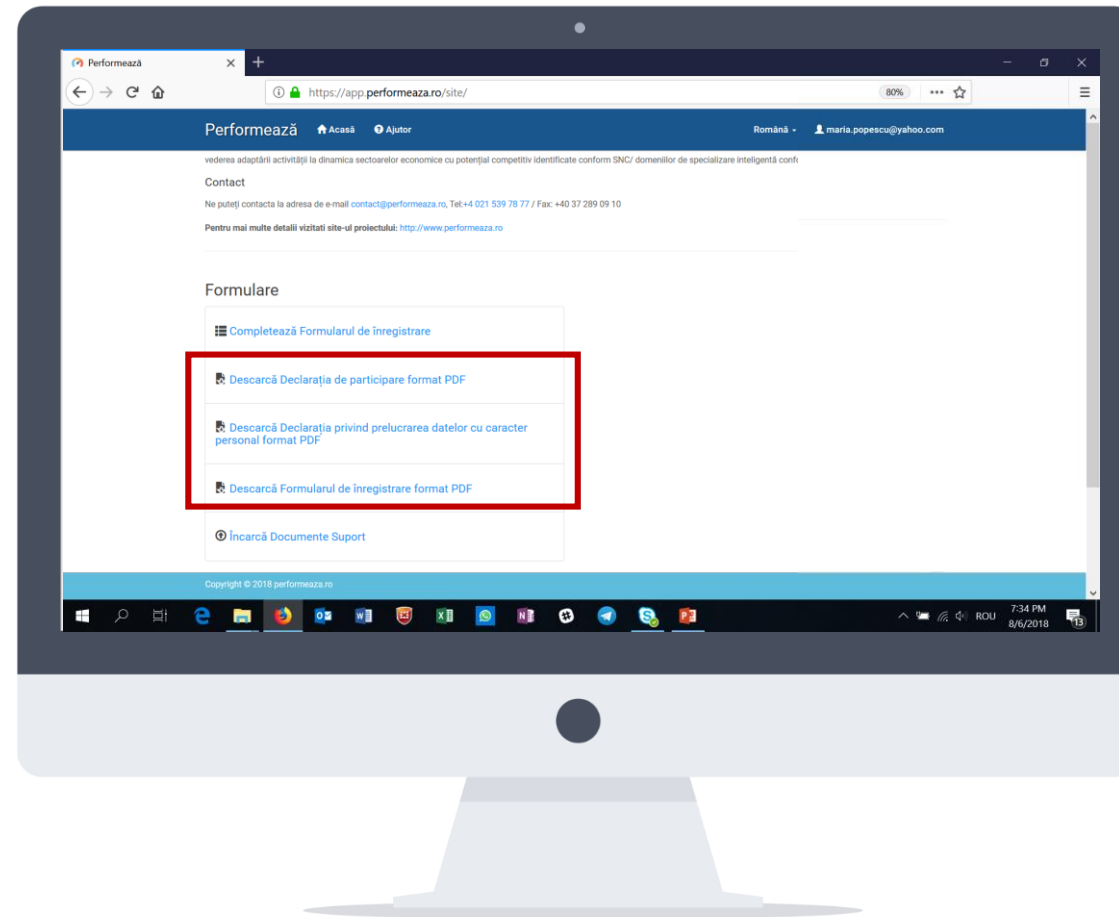 Performează
80%
https://app.performeaza.ro/site/
Performează Acasă Ajutor Română maria.popescu@yahoo.com
vederea adaptării activității la dinamica sectoarelor economice cu potențial competitiv identificate conform SNC/ domeniilor de specializare inteligentă
Contact
Ne puteți contacta la adresa de e-mail contact@performeaza.ro, Tel:+4 021 539 78 77 / Fax: +40 37 289 09 10
Pentru mai multe detalii vizitati site-ul proiectului: http://www.performeaza.ro
Formulare
Completează Formularul de înregistrare
Descarcă Declarația de participare format PDF
Descarcă Declarația privind prelucrarea datelor cu caracter
personal format PDF
Descarcă Formularul de înregistrare format PDF
Încarcă Documente Suport
Copyright © 2018 performeaza.ro
ROU
7:34 PM
8/6/2018
13